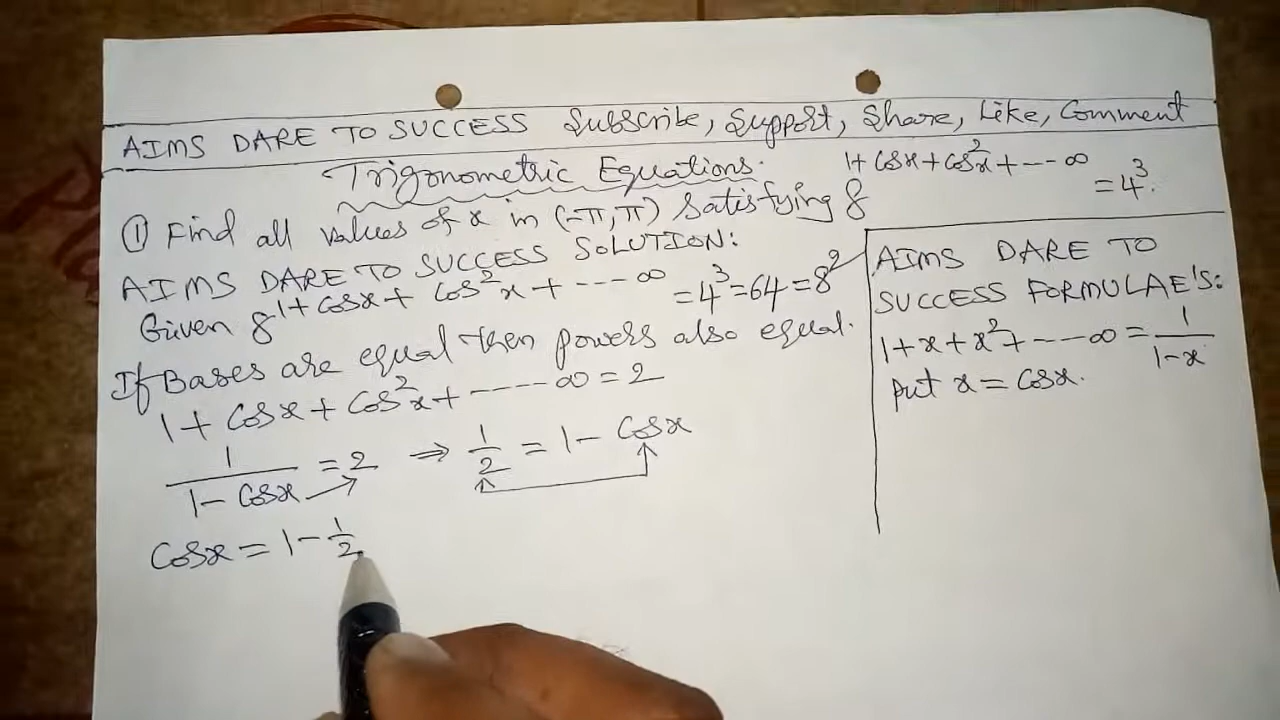 AIMS DARE TO SUCCESS Subscribe, Support, Share, Like, Comment
Trigonometric Equations.
① Find all values of x in (-π, π) satisfying 8^{1+cosx+cos²x+----∞} = 4³.
AIMS DARE TO SUCCESS SOLUTION:
Given 8^{1+cosx+cos²x+----∞} = 4³ = 64 = 8²
If Bases are equal then powers also equal.
1 + cosx + cos²x + -----∞ = 2
1/(1 - cosx) = 2 ⇒ 1/2 = 1 - cosx
cosx = 1 - 1/2
AIMS DARE TO
SUCCESS FORMULAE'S:
1 + x + x² + ----∞ = 1/(1-x)
put x = cosx.